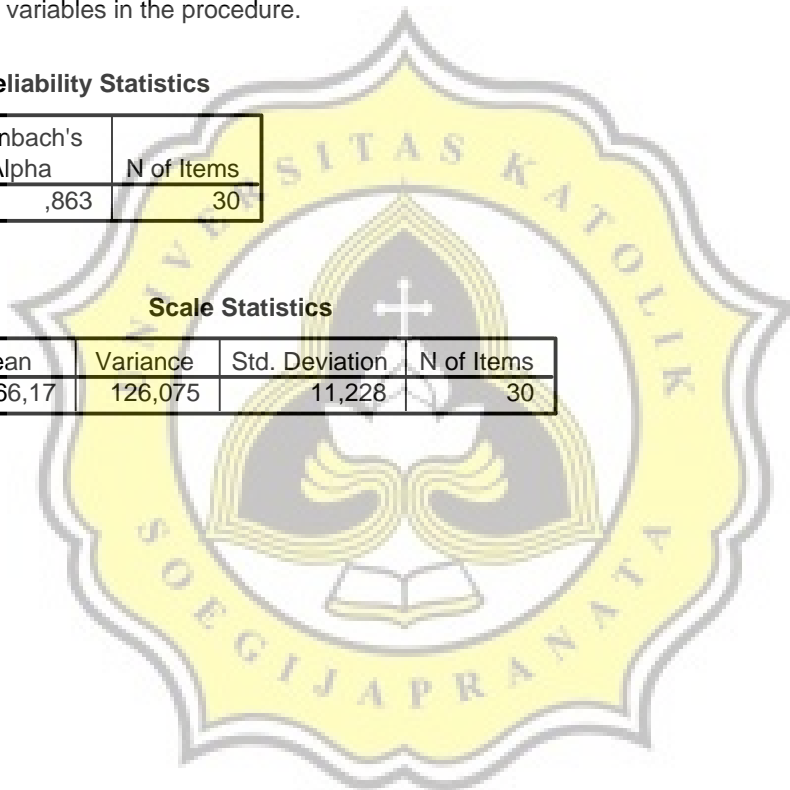 variables in the procedure.
eliability Statistics
nbach's
Alpha N of Items
,863 30
Scale Statistics
ean Variance Std. Deviation N of Items
66,17 126,075 11,228 30
UNIVERSITAS KATOLIK
SOEGIJAPRANATA